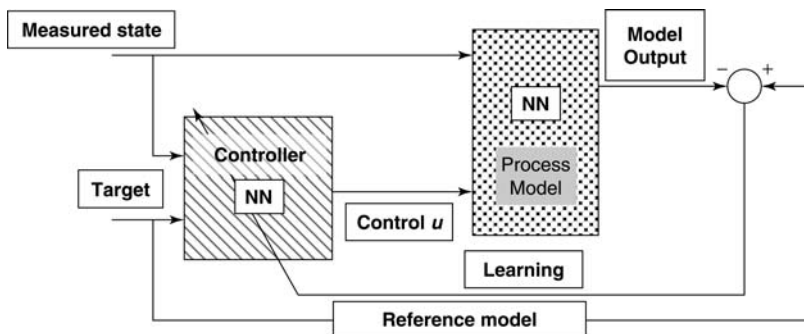 Measured state
Model
Output
−
+
NN
Controller
Process
Model
Target
NN
Control u
Learning
Reference model